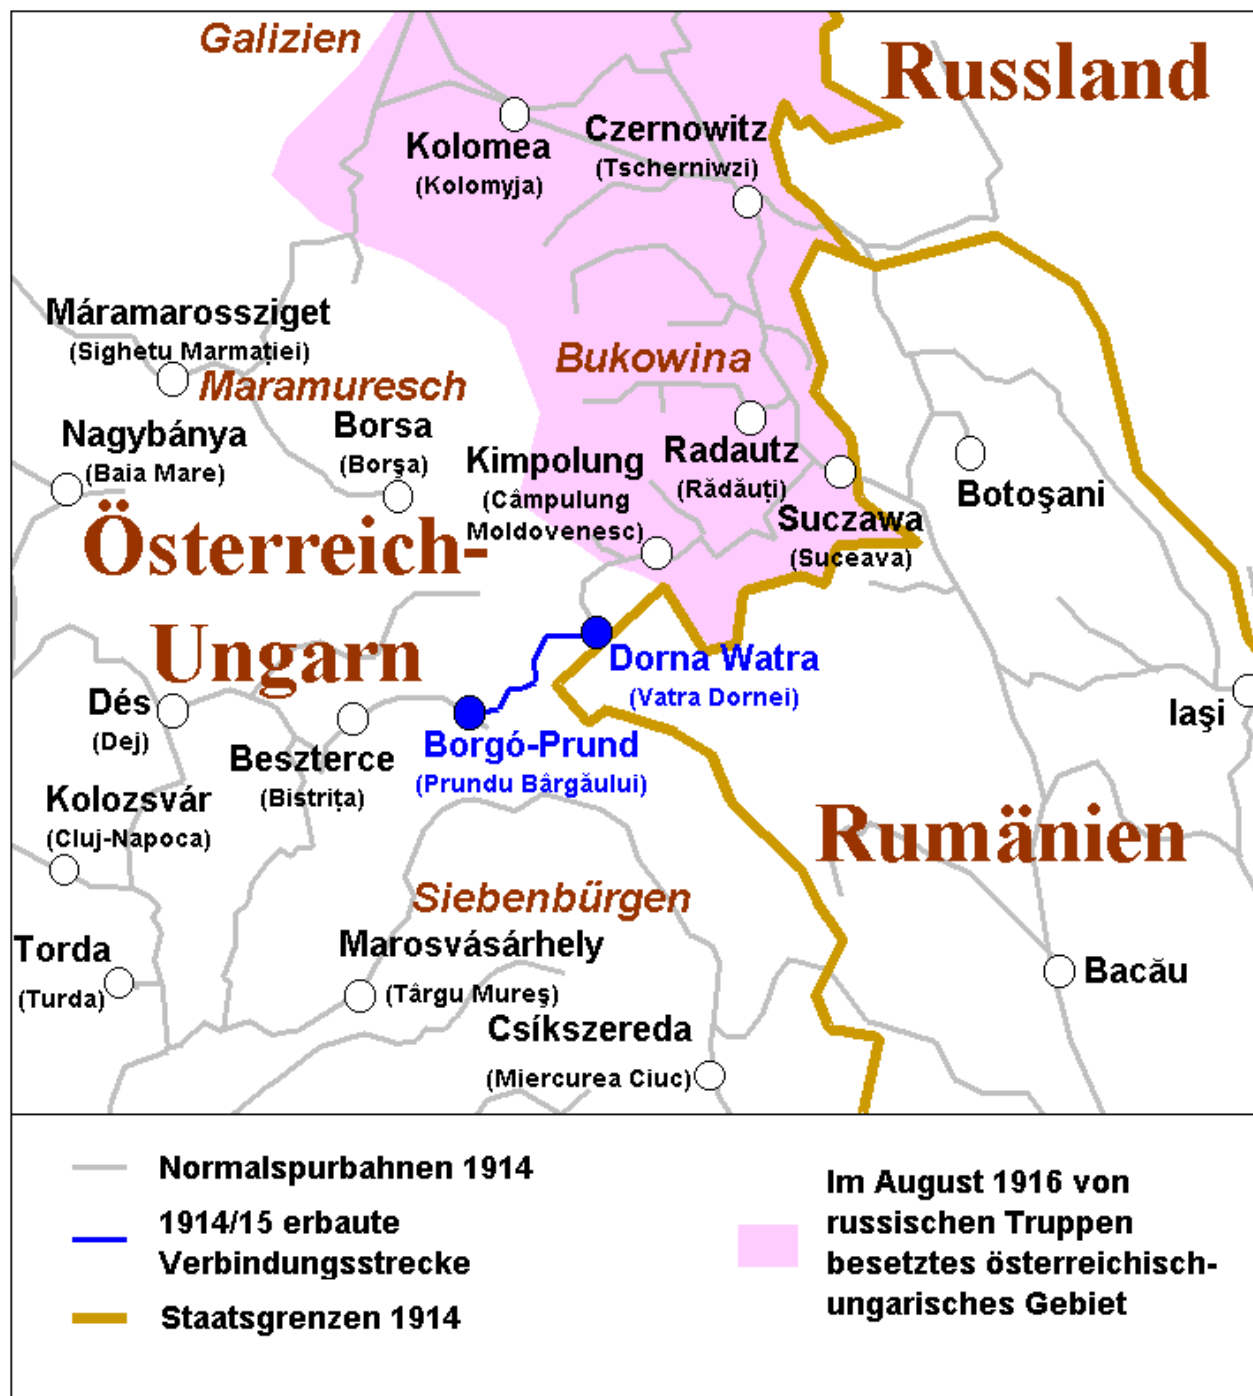 Galizien
Russland
Kolomea
(Kolomyja)
Czernowitz
(Tscherniwzi)
Máramarossziget
(Sighetu Marmației)
Maramuresch
Bukowina
Nagybánya
(Baia Mare)
Borsa
(Borşa)
Kimpolung
(Câmpulung
Moldovenesc)
Radautz
(Rădăuți)
Suczawa
(Suceava)
Botoşani
Österreich-
Ungarn
Dorna Watra
(Vatra Dornei)
Iaşi
Dés
(Dej)
Beszterce
(Bistrița)
Borgó-Prund
(Prundu Bârgăului)
Kolozsvár
(Cluj-Napoca)
Rumänien
Siebenbürgen
Torda
(Turda)
Marosvásárhely
(Târgu Mureş)
Bacău
Csíkszereda
(Miercurea Ciuc)
Normalspurbahnen 1914
1914/15 erbaute
Verbindungsstrecke
Staatsgrenzen 1914
Im August 1916 von
russischen Truppen
besetztes österreichisch-
ungarisches Gebiet